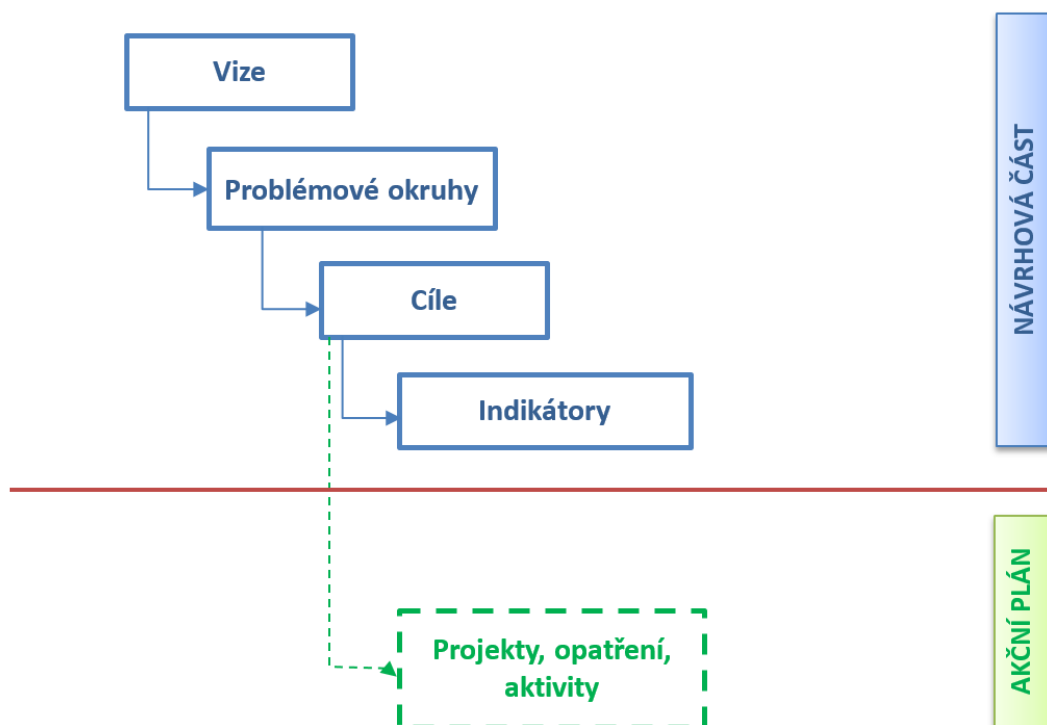 Vize
Problémové okruhy
Cíle
Indikátory
NÁVRHOVÁ ČÁST
Projekty, opatření,
aktivity
AKČNÍ PLÁN